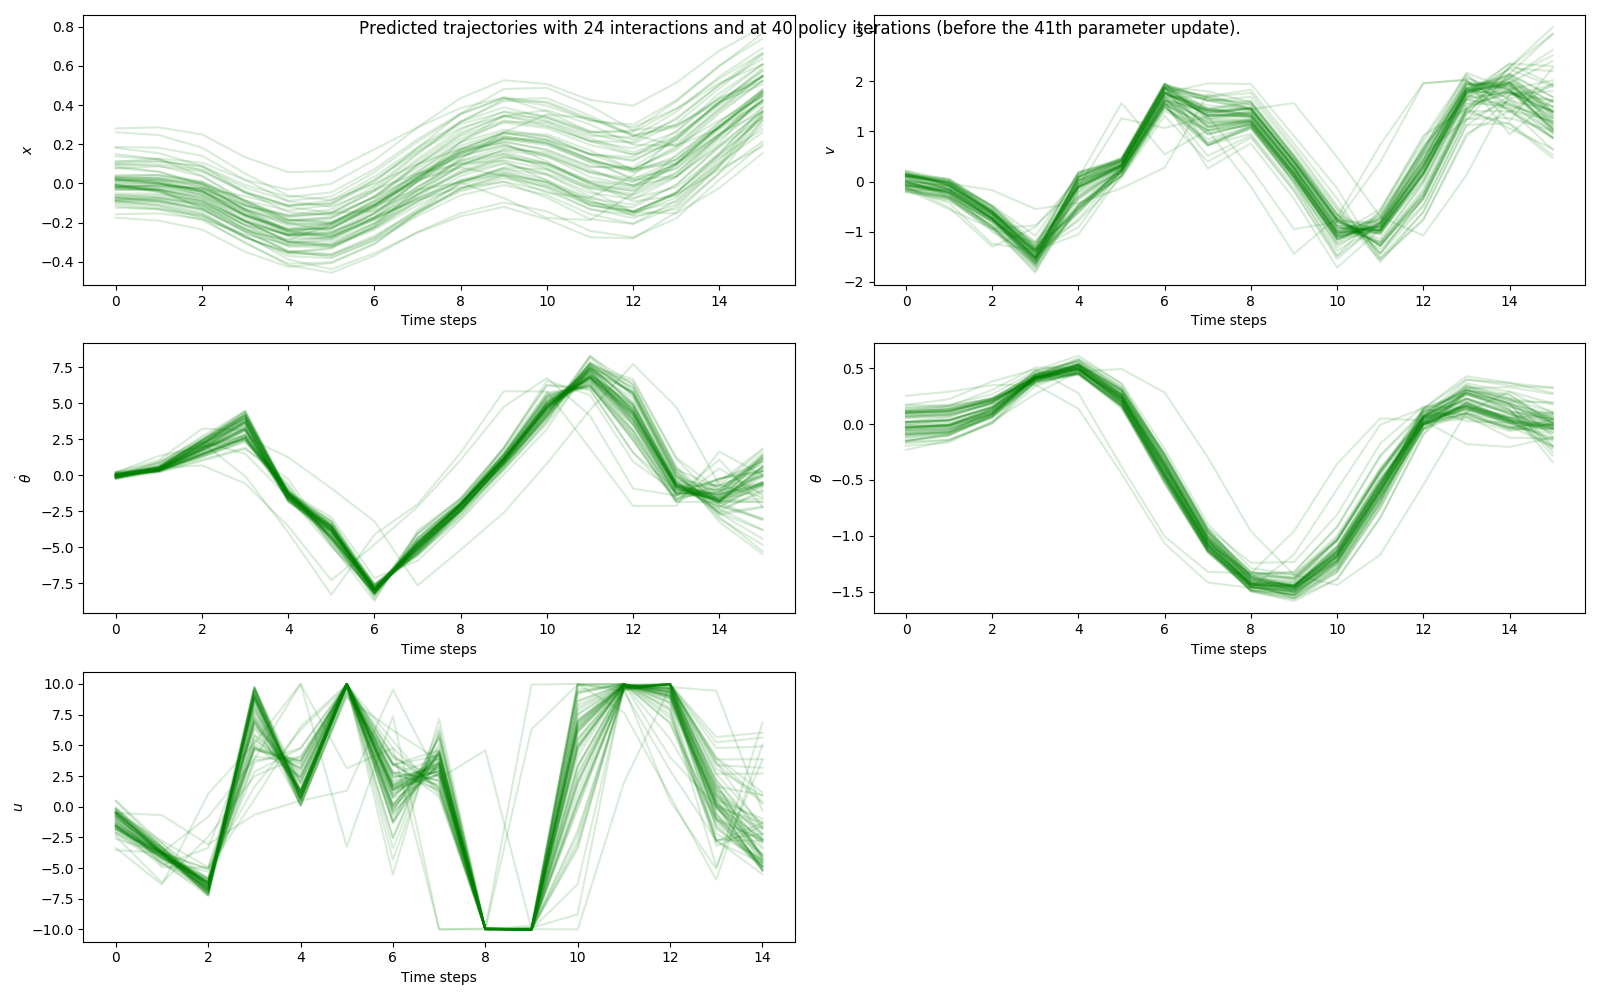 Predicted trajectories with 24 interactions and at 40 policy iterations (before the 41th parameter update).
0.8
0.6
0.4
0.2
0.0
−0.2
−0.4
x
0 2 4 6 8 10 12 14
Time steps
3
2
1
0
−1
−2
v
0 2 4 6 8 10 12 14
Time steps
7.5
5.0
2.5
0.0
−2.5
−5.0
−7.5
θ̇
0 2 4 6 8 10 12 14
Time steps
0.5
0.0
−0.5
−1.0
−1.5
θ
0 2 4 6 8 10 12 14
Time steps
10.0
7.5
5.0
2.5
0.0
−2.5
−5.0
−7.5
−10.0
u
0 2 4 6 8 10 12 14
Time steps